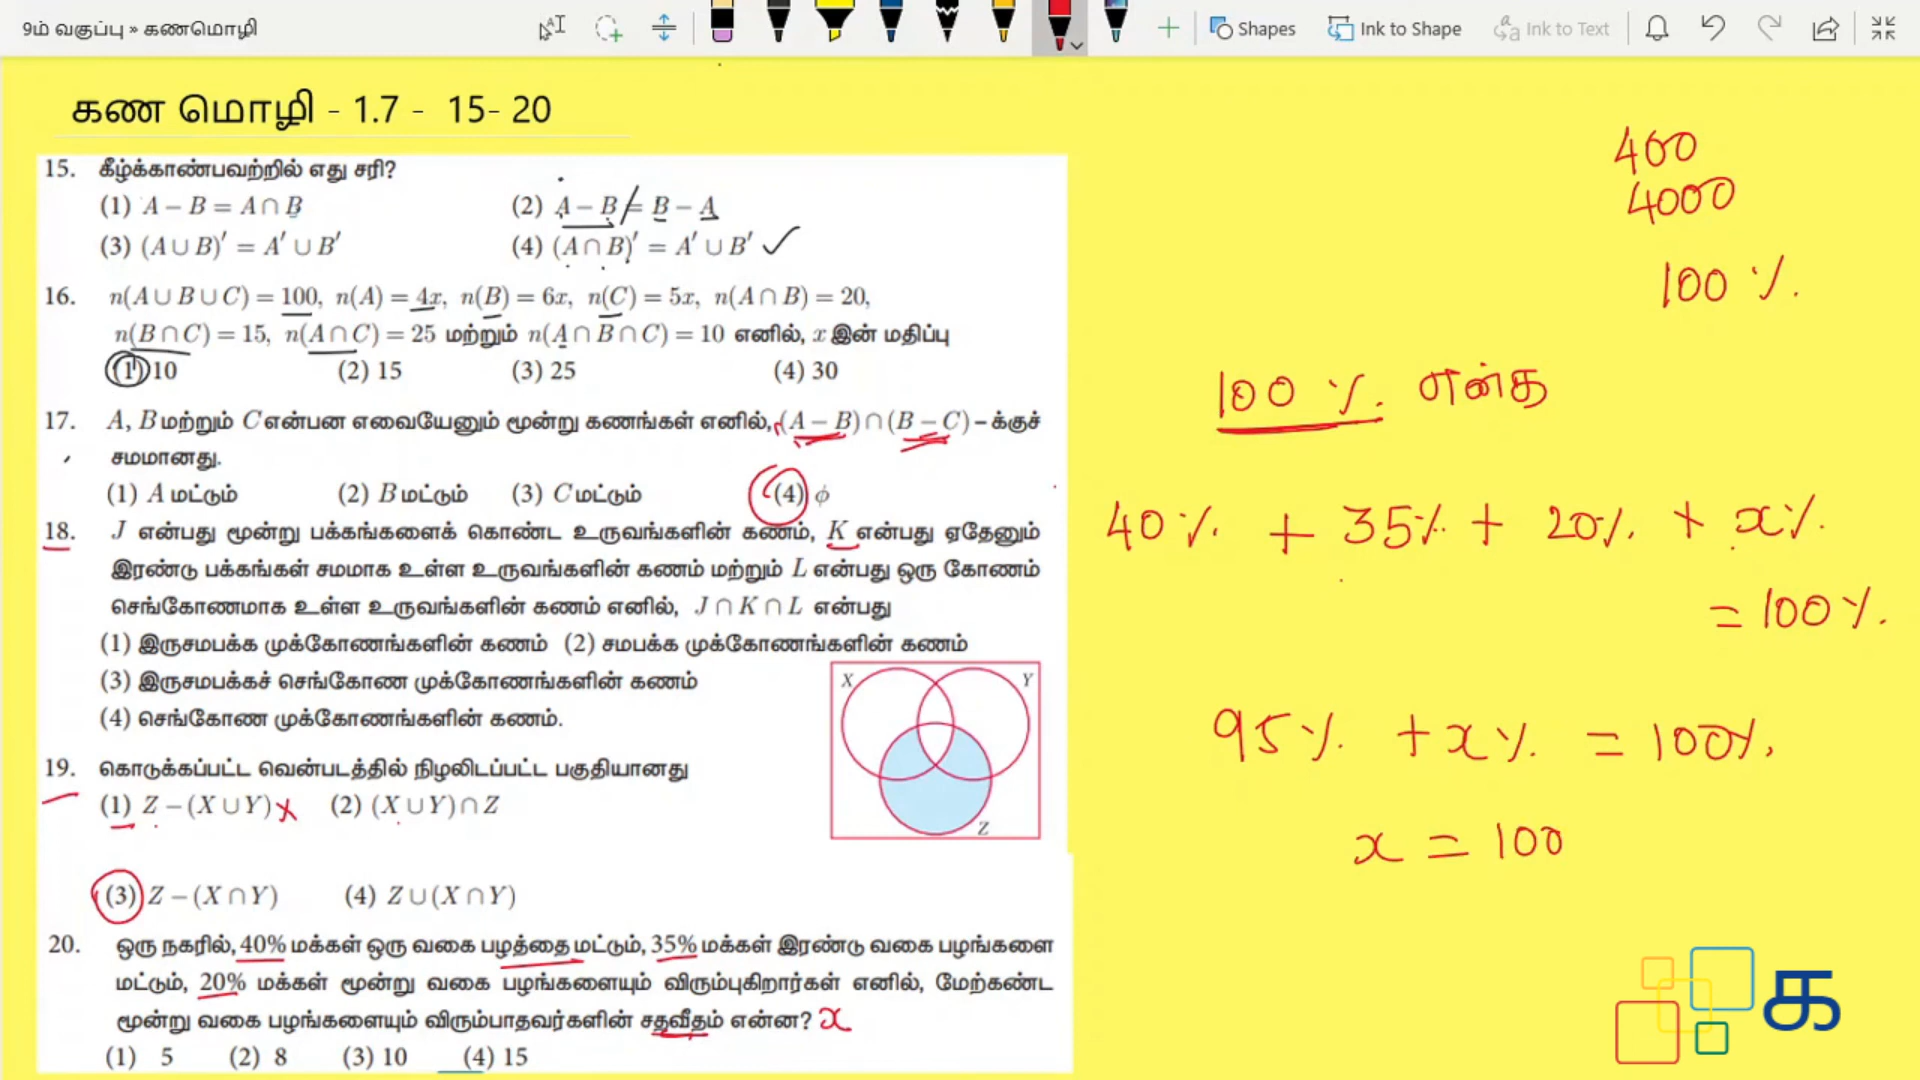 9ம் வகுப்பு » கணமொழி
Shapes
Ink to Shape
Ink to Text
கண மொழி - 1.7 - 15- 20
15. கீழ்க்காண்பவற்றில் எது சரி?
(1) A − B = A ∩ B (2) A − B = B − A
(3) (A ∪ B)′ = A′ ∪ B′ (4) (A ∩ B)′ = A′ ∪ B′ ✓
16. n(A ∪ B ∪ C) = 100, n(A) = 4x, n(B) = 6x, n(C) = 5x, n(A ∩ B) = 20,
n(B ∩ C) = 15, n(A ∩ C) = 25 மற்றும் n(A ∩ B ∩ C) = 10 எனில், x இன் மதிப்பு
(1) 10 (2) 15 (3) 25 (4) 30
17. A, B மற்றும் C என்பன எவையேனும் மூன்று கணங்கள் எனில், (A − B) ∩ (B − C) – க்குச்
சமமானது.
(1) A மட்டும் (2) B மட்டும் (3) C மட்டும் (4) ϕ
18. J என்பது மூன்று பக்கங்களைக் கொண்ட உருவங்களின் கணம், K என்பது ஏதேனும்
இரண்டு பக்கங்கள் சமமாக உள்ள உருவங்களின் கணம் மற்றும் L என்பது ஒரு கோணம்
செங்கோணமாக உள்ள உருவங்களின் கணம் எனில், J ∩ K ∩ L என்பது
(1) இருசமபக்க முக்கோணங்களின் கணம் (2) சமபக்க முக்கோணங்களின் கணம்
(3) இருசமபக்கச் செங்கோண முக்கோணங்களின் கணம்
(4) செங்கோண முக்கோணங்களின் கணம்.
X Y
Z
19. கொடுக்கப்பட்ட வென்படத்தில் நிழலிடப்பட்ட பகுதியானது
(1) Z − (X ∪ Y) x (2) (X ∪ Y) ∩ Z
(3) Z − (X ∩ Y) (4) Z ∪ (X ∩ Y)
20. ஒரு நகரில், 40% மக்கள் ஒரு வகை பழத்தை மட்டும், 35% மக்கள் இரண்டு வகை பழங்களை
மட்டும், 20% மக்கள் மூன்று வகை பழங்களையும் விரும்புகிறார்கள் எனில், மேற்கண்ட
மூன்று வகை பழங்களையும் விரும்பாதவர்களின் சதவீதம் என்ன? x
(1) 5 (2) 8 (3) 10 (4) 15
400
4000
100 %.
100 %. என்க
40% + 35% + 20% + x%
= 100%.
95% + x% = 100%
x = 100
க